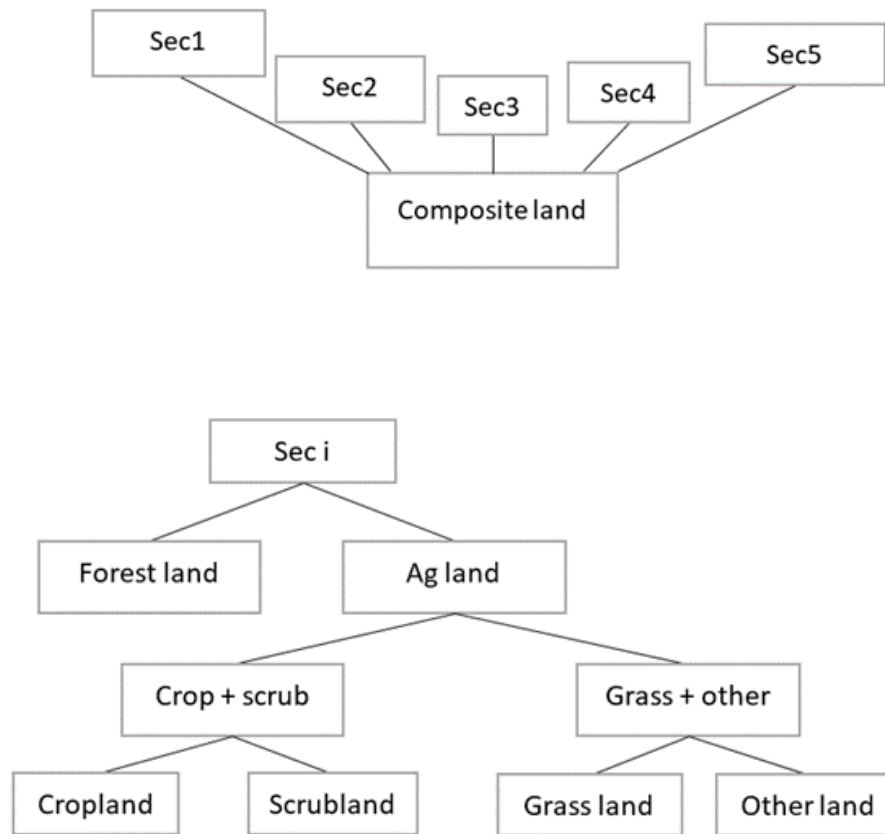 Sec1
Sec2
Sec3
Sec4
Sec5
Composite land
Sec i
Forest land
Ag land
Crop + scrub
Grass + other
Cropland
Scrubland
Grass land
Other land